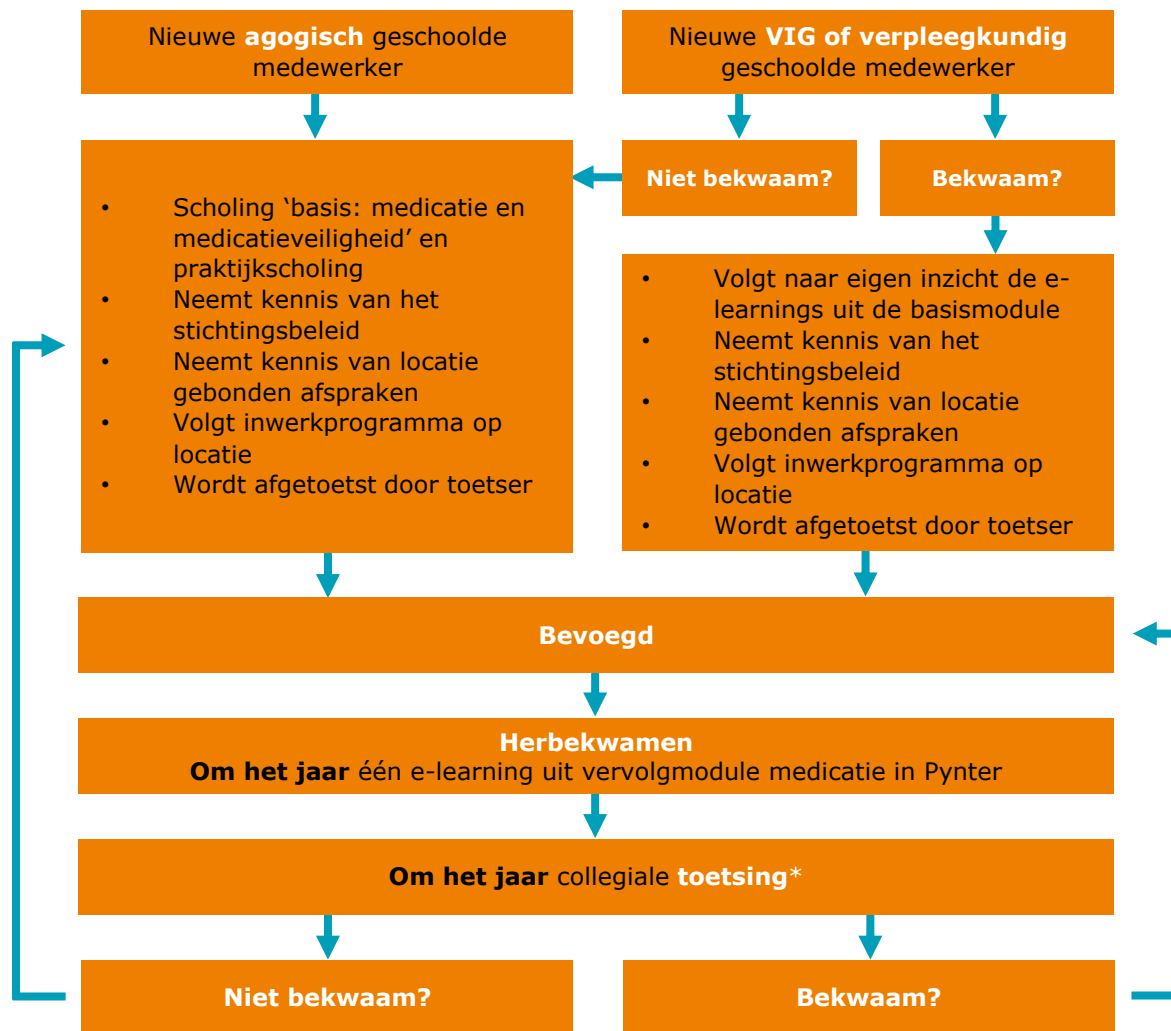 Nieuwe agogisch geschoolde
medewerker
Nieuwe VIG of verpleegkundig
geschoolde medewerker
Niet bekwaam?
Bekwaam?
• Scholing ‘basis: medicatie en
medicatieveiligheid’ en
praktijkscholing
• Neemt kennis van het
stichtingsbeleid
• Neemt kennis van locatie
gebonden afspraken
• Volgt inwerkprogramma op
locatie
• Wordt afgetoetst door toetser
• Volgt naar eigen inzicht de e-
learnings uit de basismodule
• Neemt kennis van het
stichtingsbeleid
• Neemt kennis van locatie
gebonden afspraken
• Volgt inwerkprogramma op
locatie
• Wordt afgetoetst door toetser
Bevoegd
Herbekwamen
Om het jaar één e-learning uit vervolgmodule medicatie in Pynter
Om het jaar collegiale toetsing*
Niet bekwaam?
Bekwaam?